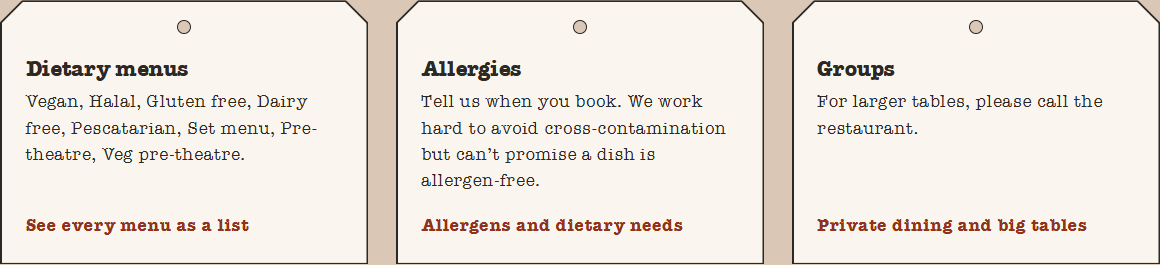 Dietary menus
Vegan, Halal, Gluten free, Dairy
free, Pescatarian, Set menu, Pre-
theatre, Veg pre-theatre.
See every menu as a list
Allergies
Tell us when you book. We work
hard to avoid cross-contamination
but can’t promise a dish is
allergen-free.
Allergens and dietary needs
Groups
For larger tables, please call the
restaurant.
Private dining and big tables